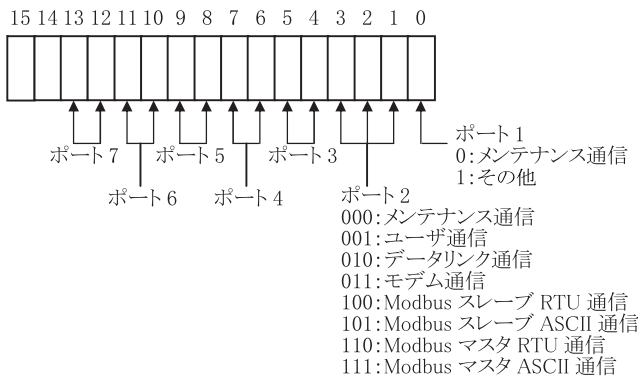 15 14 13 12 11 10 9 8 7 6 5 4 3 2 1 0
ポート1
0:メンテナンス通信
1:その他
ポート7
ポート5
ポート3
ポート6
ポート4
ポート2
000:メンテナンス通信
001:ユーザ通信
010:データリンク通信
011:モデム通信
100:Modbus スレーブ RTU 通信
101:Modbus スレーブ ASCII 通信
110:Modbus マスタ RTU 通信
111:Modbus マスタ ASCII 通信